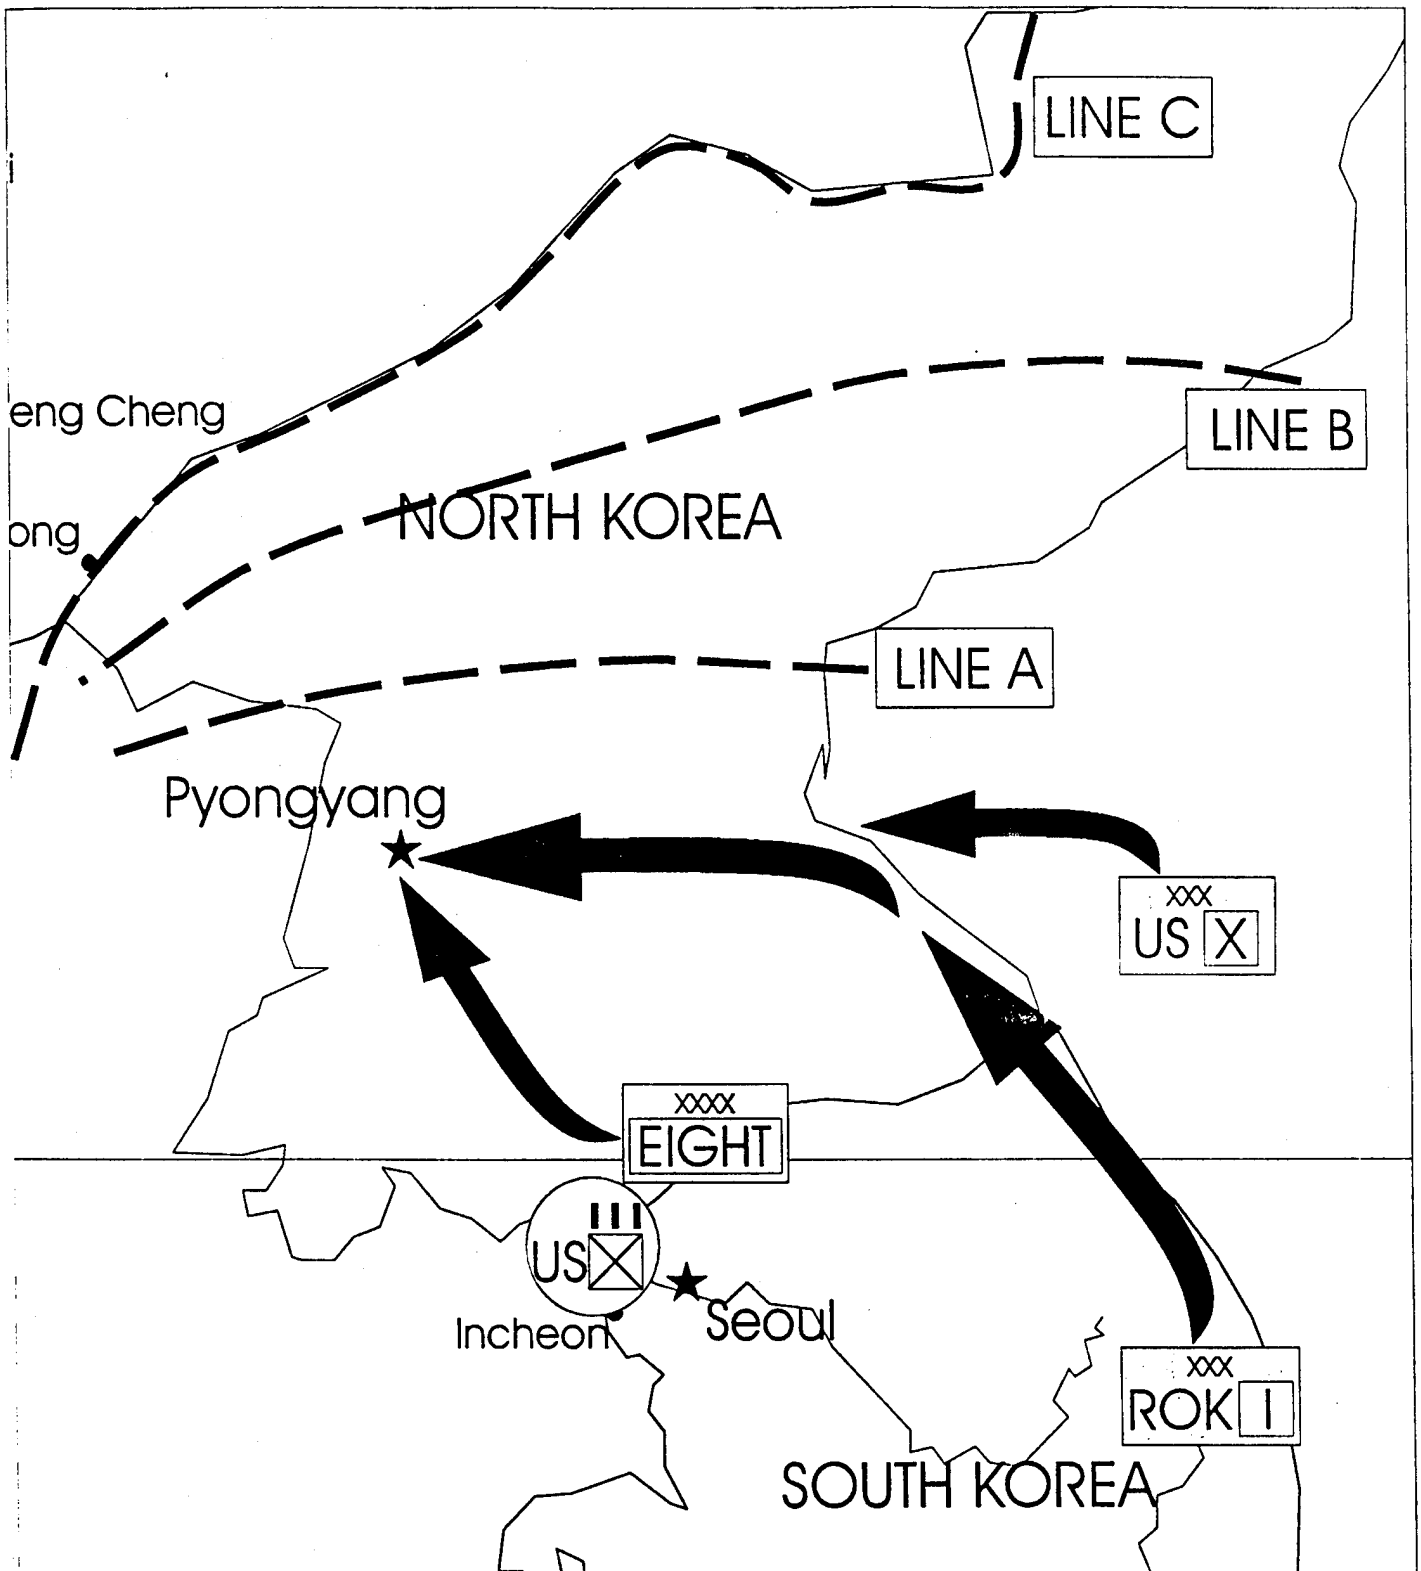 LINE C
eng Cheng
LINE B
NORTH KOREA
ong
LINE A
Pyongyang
XXX
US X
XXXX
EIGHT
III
US
Incheon
Seoul
XXX
ROK I
SOUTH KOREA